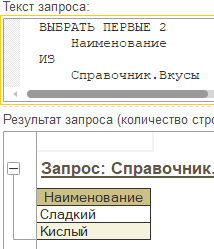 Текст запроса:
ВЫБРАТЬ ПЕРВЫЕ 2
Наименование
ИЗ
Справочник.Вкусы
Результат запроса (количество стро
Запрос: Справочник.
Наименование
Сладкий
Кислый